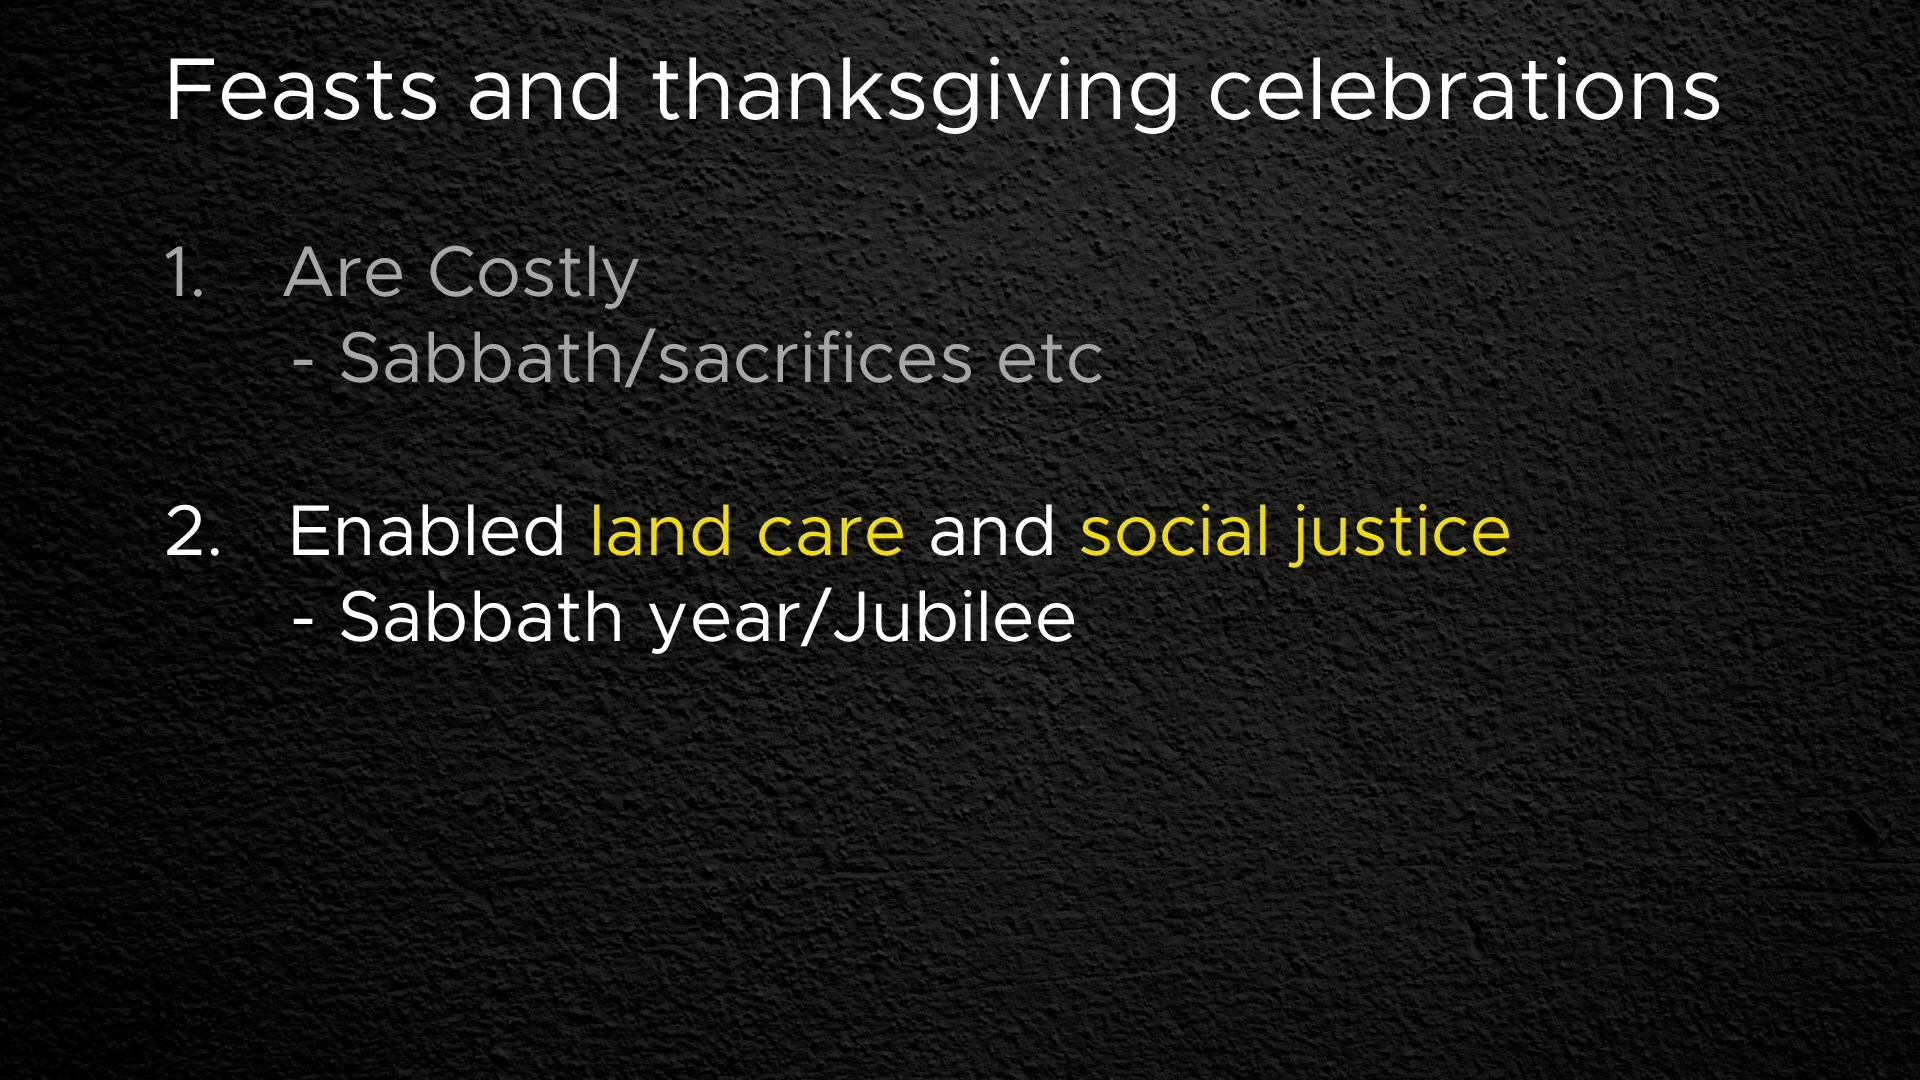 Feasts and thanksgiving celebrations
1. Are Costly
- Sabbath/sacrifices etc
2. Enabled land care and social justice
- Sabbath year/Jubilee